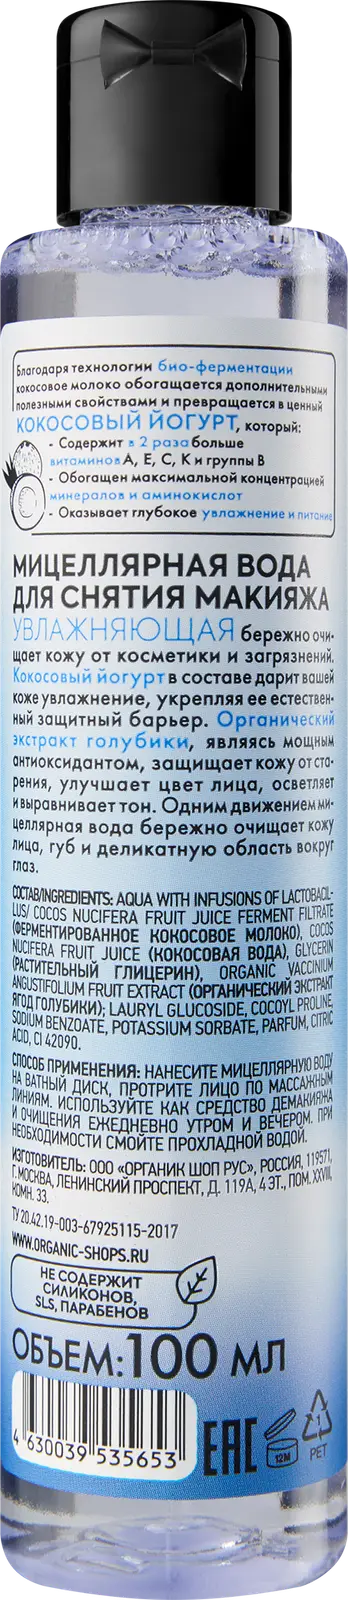 Благодаря технологии био-ферментации
кокосовое молоко обогащается дополнительными
полезными свойствами и превращается в ценный
КОКОСОВЫЙ ЙОГУРТ, который:
- Содержит в 2 раза больше
витаминов А, Е, С, К и группы В
- Обогащен максимальной концентрацией
минералов и аминокислот
- Оказывает глубокое увлажнение и питание
МИЦЕЛЛЯРНАЯ ВОДА
ДЛЯ СНЯТИЯ МАКИЯЖА
УВЛАЖНЯЮЩАЯ бережно очи-
щает кожу от косметики и загрязнений.
Кокосовый йогурт в составе дарит вашей
коже увлажнение, укрепляя ее естествен-
ный защитный барьер. Органический
экстракт голубики, являясь мощным
антиоксидантом, защищает кожу от ста-
рения, улучшает цвет лица, осветляет
и выравнивает тон. Одним движением ми-
целлярная вода бережно очищает кожу
лица, губ и деликатную область вокруг
глаз.
СОСТАВ/INGREDIENTS: AQUA WITH INFUSIONS OF LACTOBACIL-
LUS/ COCOS NUCIFERA FRUIT JUICE FERMENT FILTRATE
(ФЕРМЕНТИРОВАННОЕ КОКОСОВОЕ МОЛОКО), COCOS
NUCIFERA FRUIT JUICE (КОКОСОВАЯ ВОДА), GLYCERIN
(РАСТИТЕЛЬНЫЙ ГЛИЦЕРИН), ORGANIC VACCINIUM
ANGUSTIFOLIUM FRUIT EXTRACT (ОРГАНИЧЕСКИЙ ЭКСТРАКТ
ЯГОД ГОЛУБИКИ); LAURYL GLUCOSIDE, COCOYL PROLINE,
SODIUM BENZOATE, POTASSIUM SORBATE, PARFUM, CITRIC
ACID, CI 42090.
СПОСОБ ПРИМЕНЕНИЯ: НАНЕСИТЕ МИЦЕЛЛЯРНУЮ ВОДУ
НА ВАТНЫЙ ДИСК, ПРОТРИТЕ ЛИЦО ПО МАССАЖНЫМ
ЛИНИЯМ. ИСПОЛЬЗУЙТЕ КАК СРЕДСТВО ДЕМАКИЯЖА
И ОЧИЩЕНИЯ ЕЖЕДНЕВНО УТРОМ И ВЕЧЕРОМ. ПРИ
НЕОБХОДИМОСТИ СМОЙТЕ ПРОХЛАДНОЙ ВОДОЙ.
ИЗГОТОВИТЕЛЬ: ООО «ОРГАНИК ШОП РУС», РОССИЯ, 119571,
Г. МОСКВА, ЛЕНИНСКИЙ ПРОСПЕКТ, Д. 119А, 4 ЭТ., ПОМ. XXVIII,
КОМН. 33.
ТУ 20.42.19-003-67925115-2017
WWW.ORGANIC-SHOPS.RU
НЕ СОДЕРЖИТ
СИЛИКОНОВ,
SLS, ПАРАБЕНОВ
ОБЪЕМ: 100 МЛ
4 630039 535653
EAC
12M
1
PET